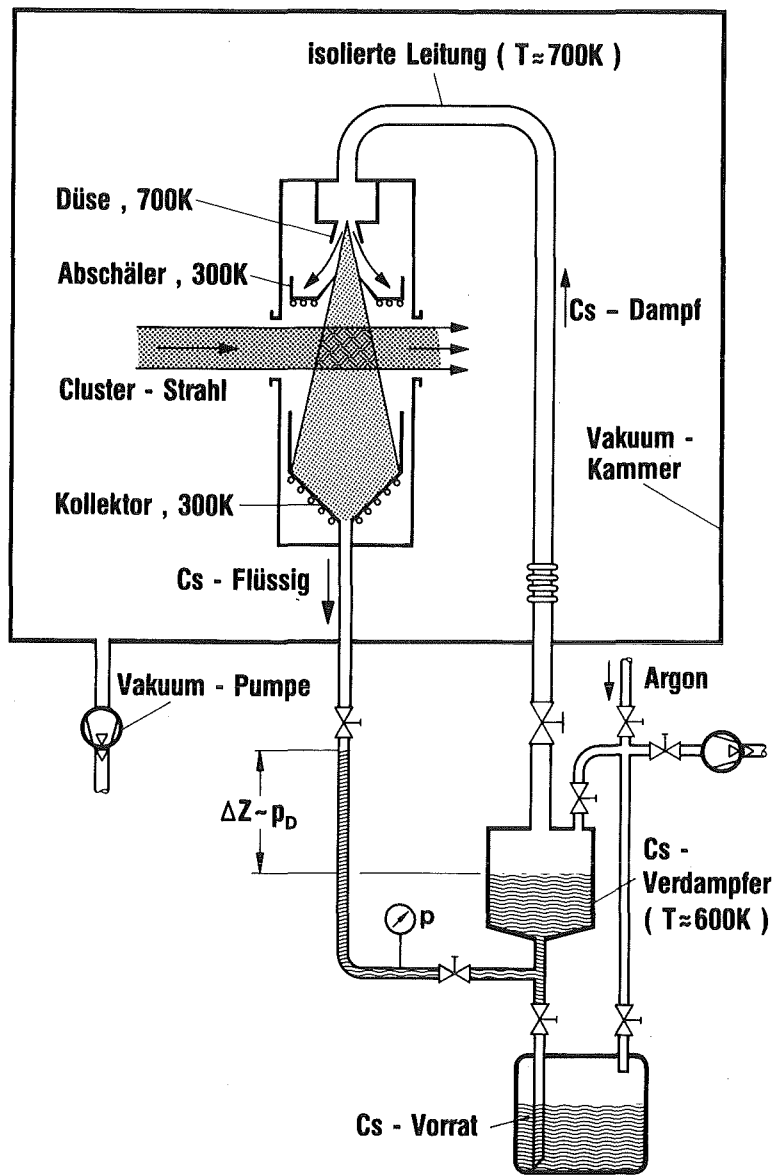 isolierte Leitung ( T≈700K )
Düse , 700K
Abschäler , 300K
Cs - Dampf
Cluster - Strahl
Vakuum -
Kammer
Kollektor , 300K
Cs - Flüssig
Vakuum - Pumpe
Argon
ΔZ~p_D
Cs -
Verdampfer
( T≈600K )
p
Cs - Vorrat